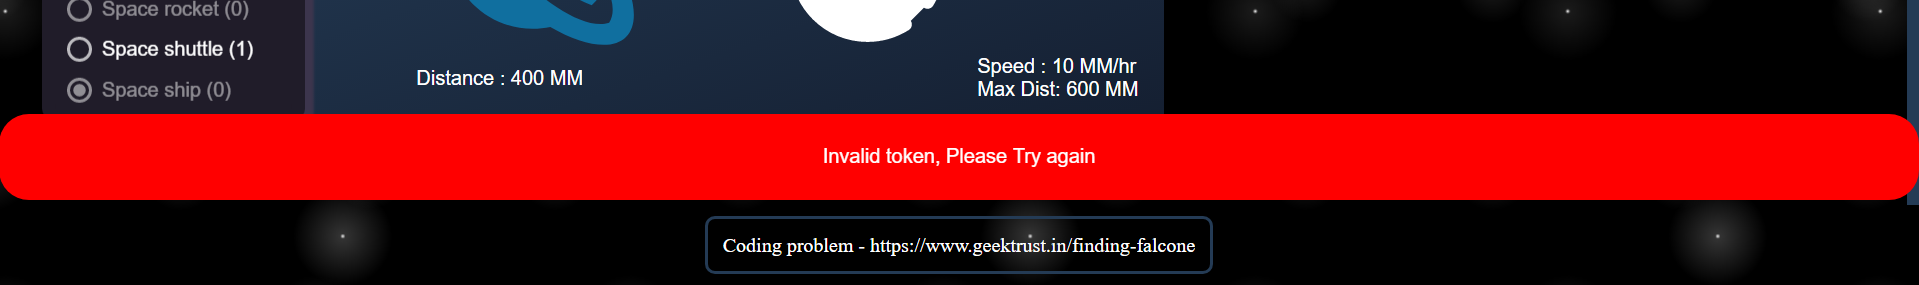 Space rocket (0)
Space shuttle (1)
Space ship (0)
Distance : 400 MM
Speed : 10 MM/hr
Max Dist: 600 MM
Invalid token, Please Try again
Coding problem - https://www.geektrust.in/finding-falcone